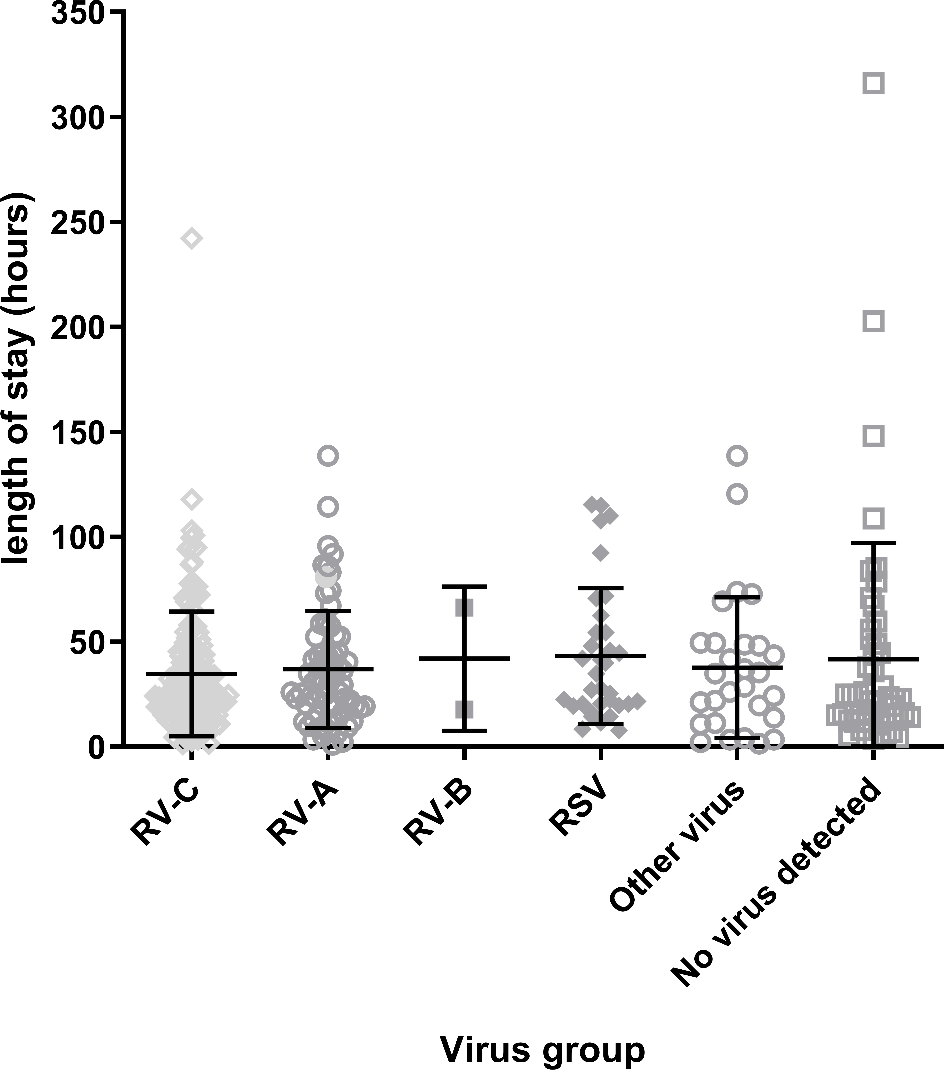 length of stay (hours)
350
300
250
200
150
100
50
0
RV-C
RV-A
RV-B
RSV
Other virus
No virus detected
Virus group